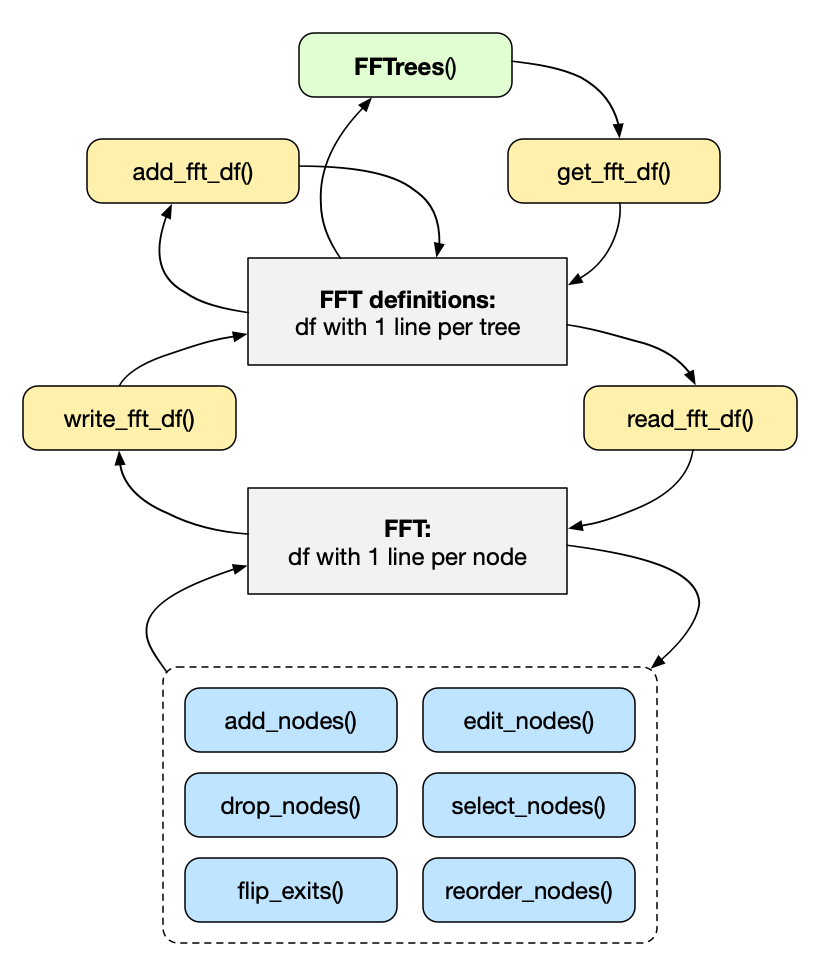 FFTrees()
add_fft_df()
get_fft_df()
FFT definitions:
df with 1 line per tree
write_fft_df()
read_fft_df()
FFT:
df with 1 line per node
add_nodes()
edit_nodes()
drop_nodes()
select_nodes()
flip_exits()
reorder_nodes()